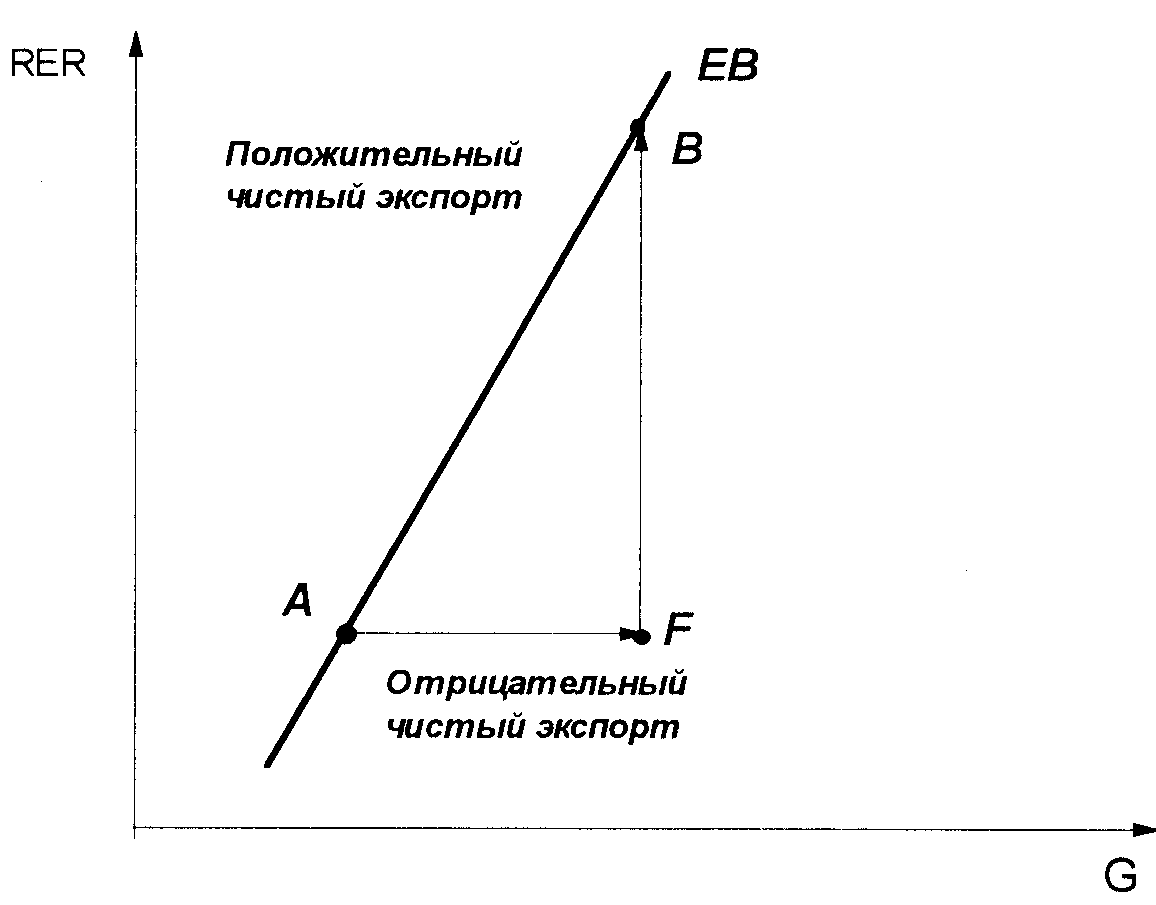 RER
EB
Положительный
чистый экспорт
B
A
F
Отрицательный
чистый экспорт
G